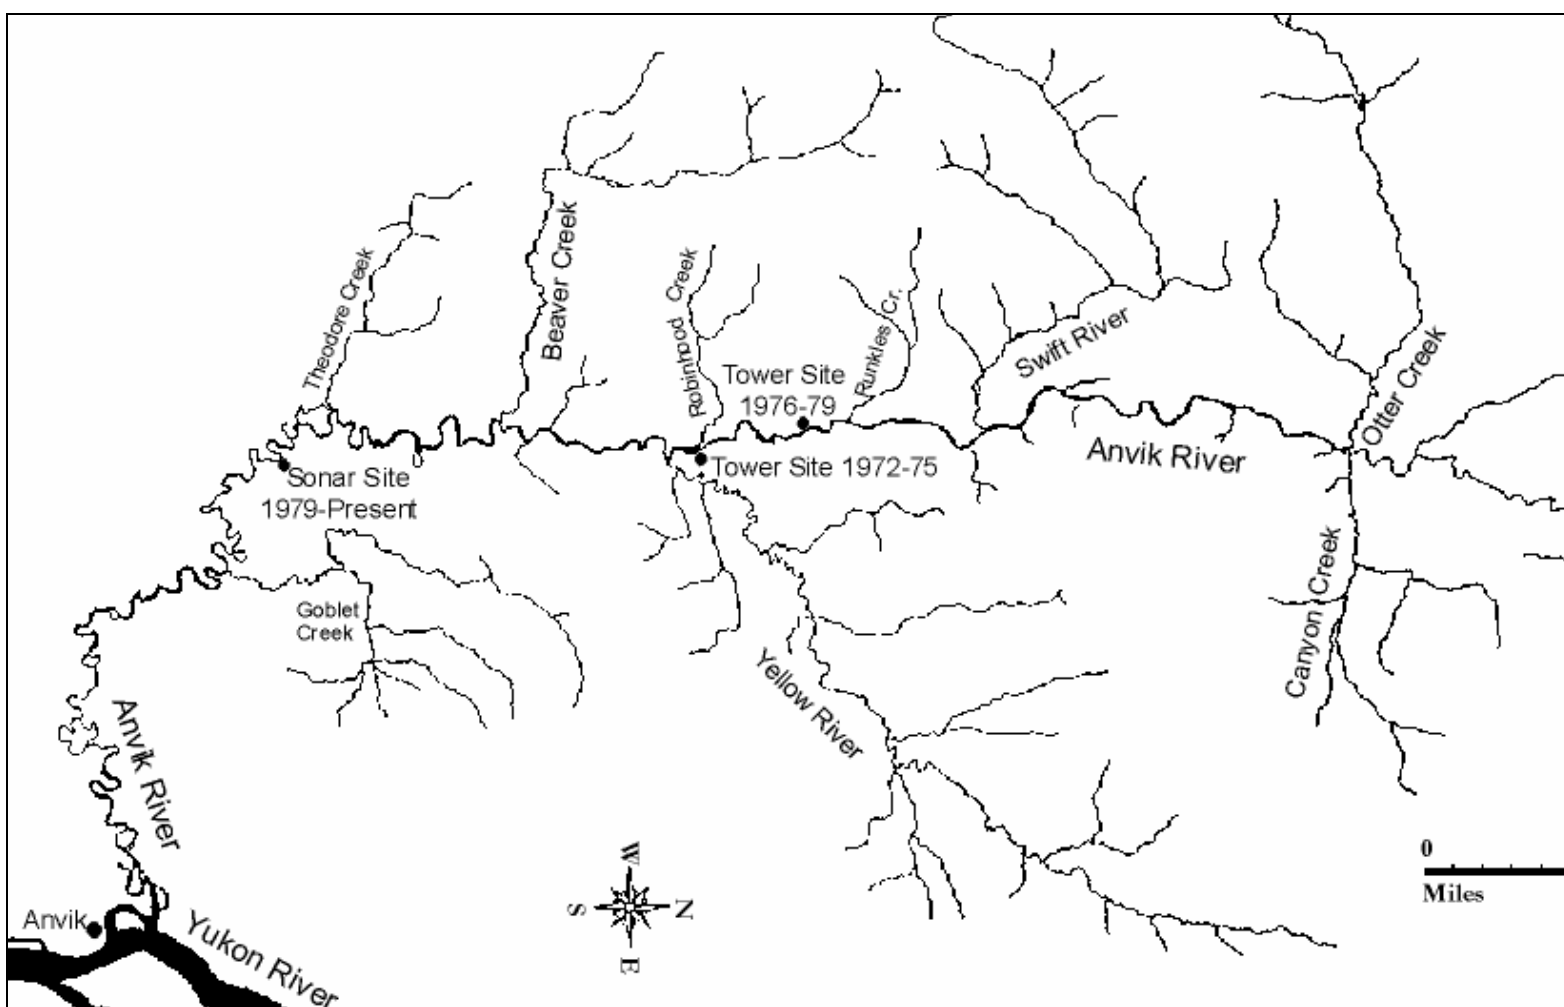 Theodore Creek
Beaver Creek
Robinhood Creek
Runkles Cr.
Tower Site
1976-79
Swift River
Otter Creek
Anvik River
Tower Site 1972-75
Sonar Site
1979-Present
Goblet
Creek
Canyon Creek
Yellow River
Anvik River
Anvik
Yukon River
W
S
N
E
0
Miles